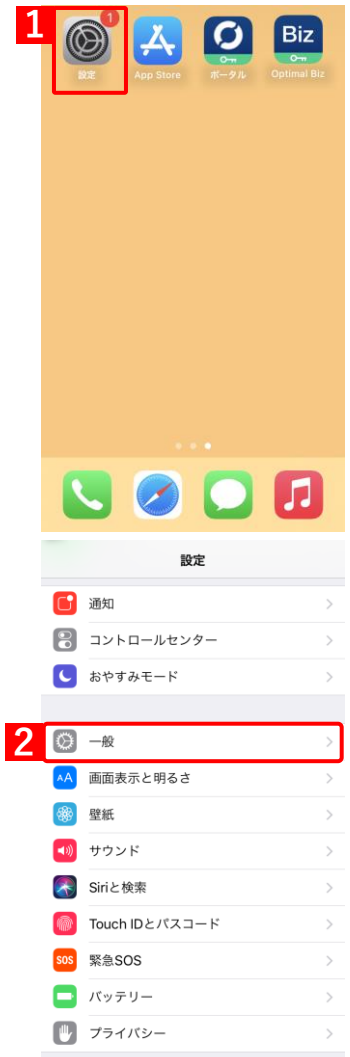 1
1
Biz
設定
App Store
ポータル
Optimal Biz
設定
通知
コントロールセンター
おやすみモード
2
一般
AA
画面表示と明るさ
壁紙
サウンド
Siriと検索
Touch IDとパスコード
SOS
緊急SOS
バッテリー
プライバシー